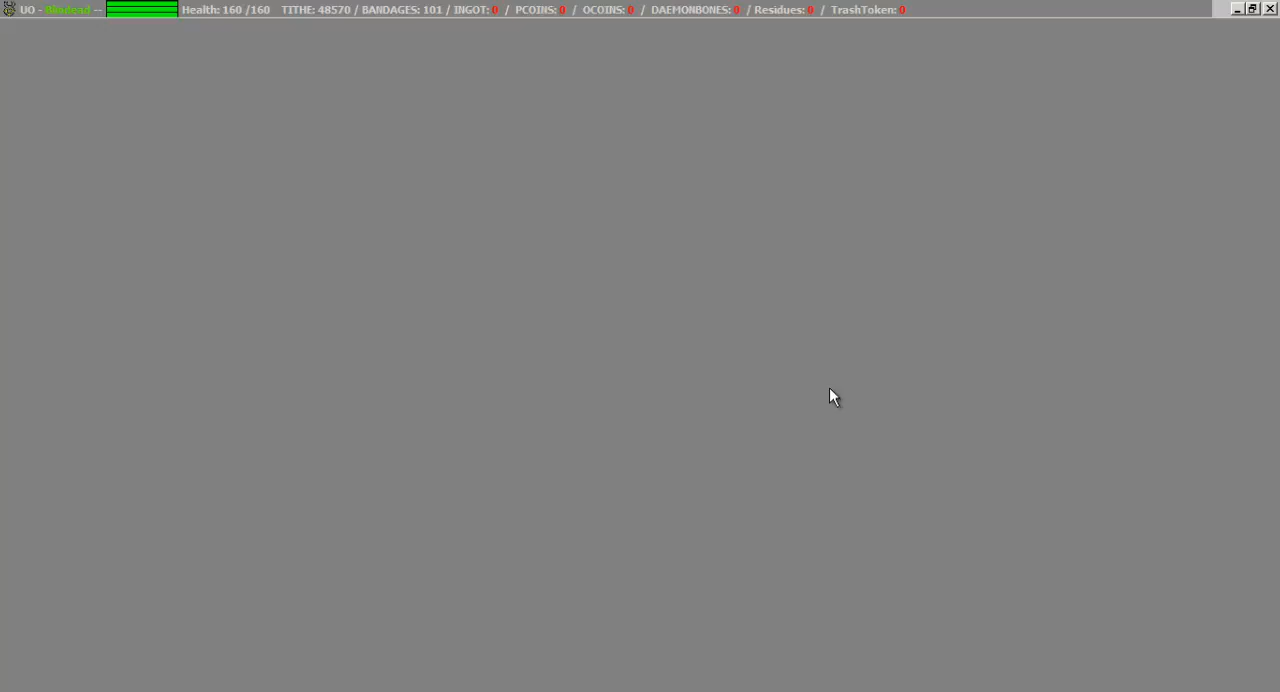 UO - -- Health: 160 /160 TITHE: 48570 / BANDAGES: 101 / INGOT: 0 / PCOINS: 0 / OCOINS: 0 / DAEMONBONES: 0 / Residues: 0 / TrashToken: 0